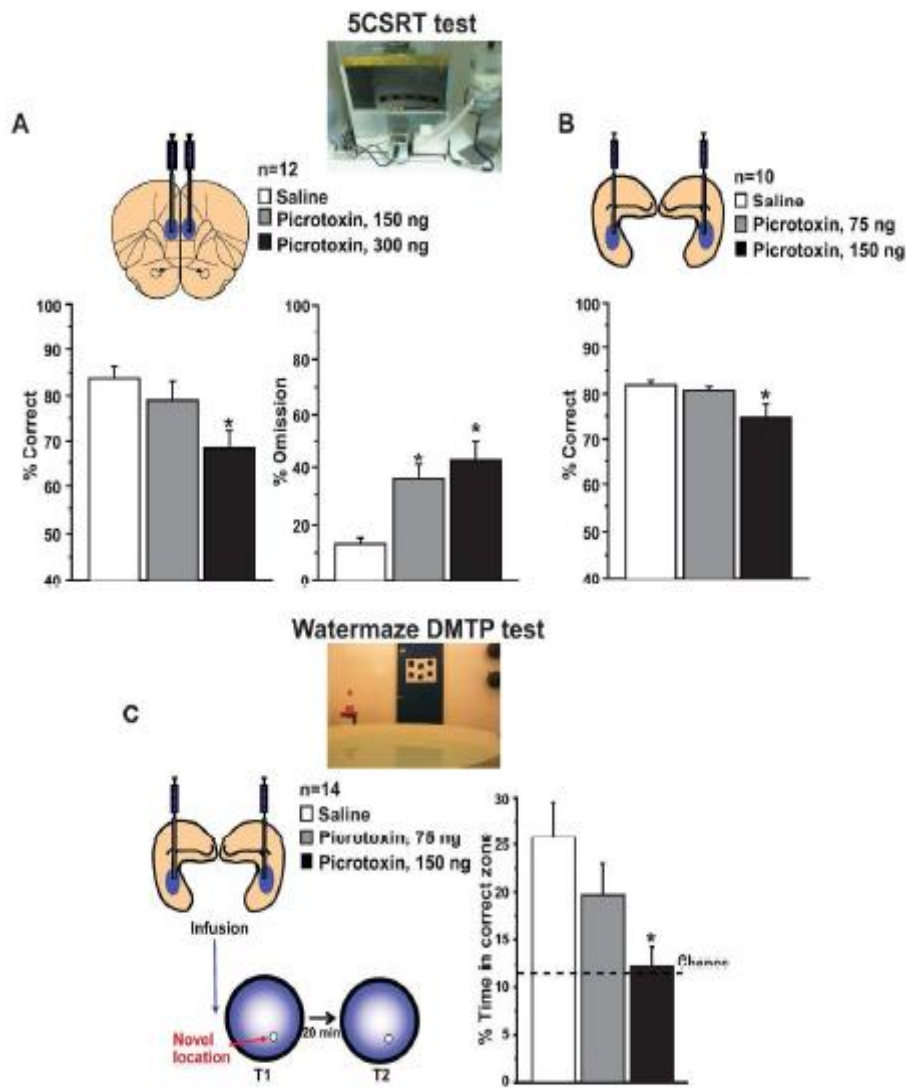 5CSRT test
A
n=12
Saline
Picrotoxin, 150 ng
Picrotoxin, 300 ng
B
n=10
Saline
Picrotoxin, 75 ng
Picrotoxin, 150 ng
% Correct
100
90
80
70
60
50
40
% Omission
100
80
60
40
20
0
*
*
*
% Correct
100
90
80
70
60
50
40
*
Watermaze DMTP test
C
n=14
Saline
Picrotoxin, 75 ng
Picrotoxin, 150 ng
Infusion
Novel
location
20 min
T1
T2
% Time in correct zone
30
25
20
15
10
5
0
*
Chance